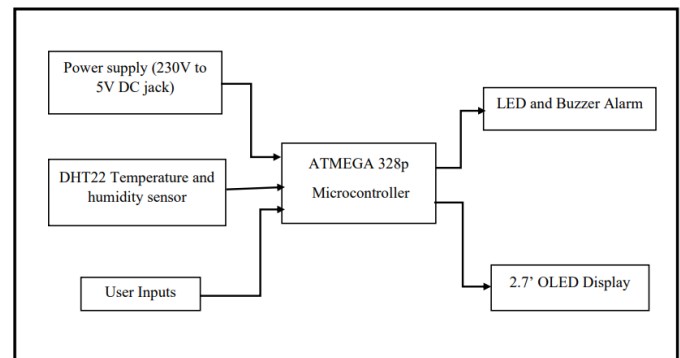 Power supply (230V to
5V DC jack)
DHT22 Temperature and
humidity sensor
User Inputs
ATMEGA 328p
Microcontroller
LED and Buzzer Alarm
2.7’ OLED Display